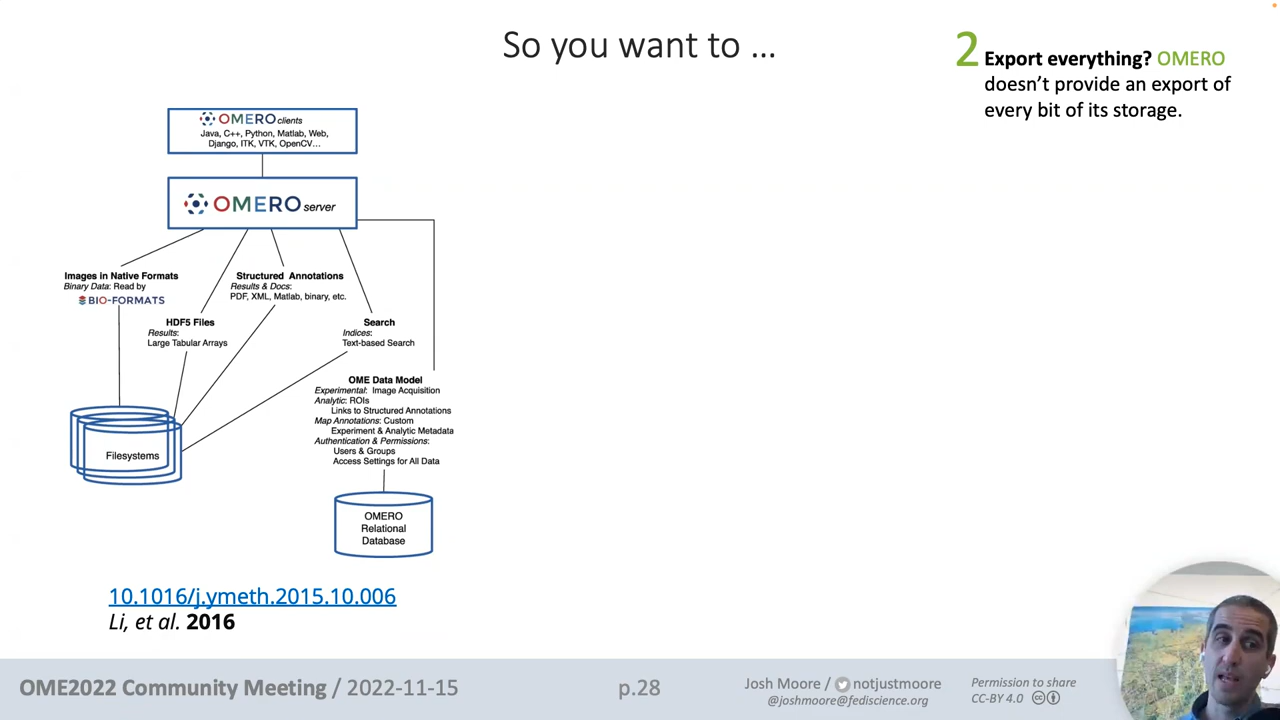 So you want to ...
2 Export everything? OMERO
doesn't provide an export of
every bit of its storage.
OMERO clients
Java, C++, Python, Matlab, Web,
Django, ITK, VTK, OpenCV...
OMERO server
Images in Native Formats
Binary Data: Read by
BIO-FORMATS
Structured Annotations
Results & Docs:
PDF, XML, Matlab, binary, etc.
HDF5 Files
Results:
Large Tabular Arrays
Search
Indices:
Text-based Search
OME Data Model
Experimental: Image Acquisition
Analytic: ROIs
Links to Structured Annotations
Map Annotations: Custom
Experiment & Analytic Metadata
Authentication & Permissions:
Users & Groups
Access Settings for All Data
Filesystems
OMERO
Relational
Database
10.1016/j.ymeth.2015.10.006
Li, et al. 2016
OME2022 Community Meeting / 2022-11-15
p.28
Josh Moore / notjustmoore
@joshmoore@fediscience.org
Permission to share
CC-BY 4.0